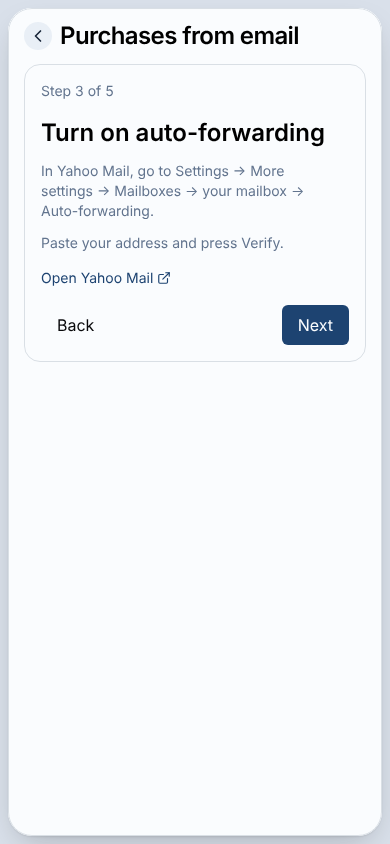 Purchases from email
Step 3 of 5
Turn on auto-forwarding
In Yahoo Mail, go to Settings → More
settings → Mailboxes → your mailbox →
Auto-forwarding.
Paste your address and press Verify.
Open Yahoo Mail
Back
Next